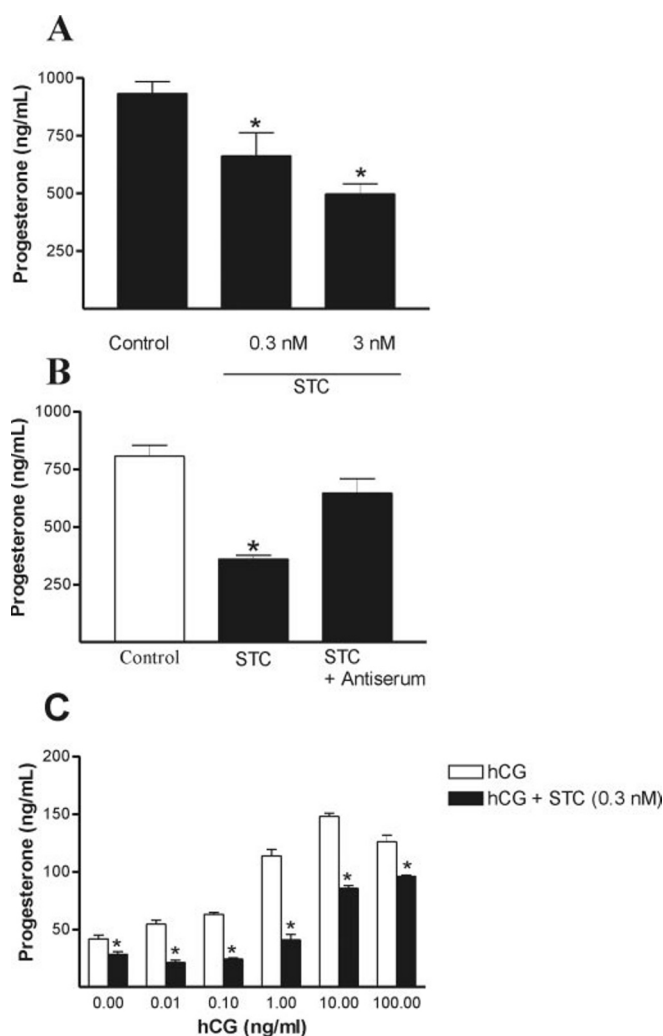 A
Progesterone (ng/mL)
1000
750
500
250
*
*
Control
0.3 nM
3 nM
STC
B
Progesterone (ng/mL)
1000
750
500
250
*
Control
STC
STC
+ Antiserum
C
Progesterone (ng/mL)
200
150
100
50
* * * * * *
0.00 0.01 0.10 1.00 10.00 100.00
hCG (ng/ml)
hCG
hCG + STC (0.3 nM)